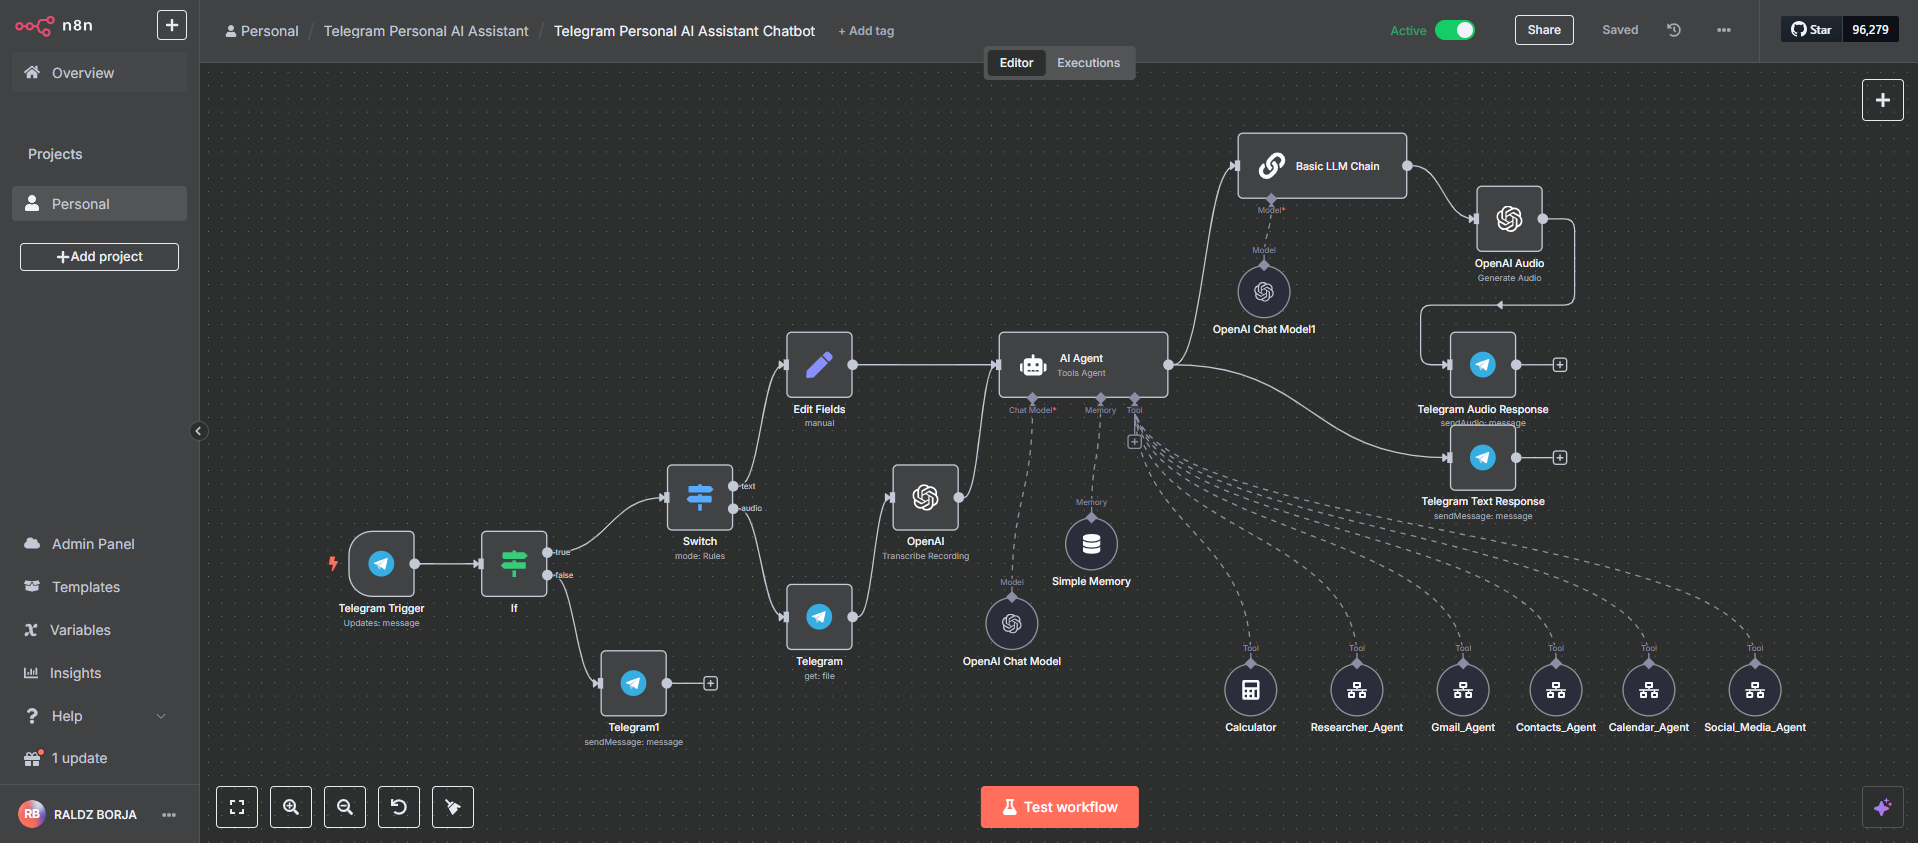 n8n
Overview
Projects
Personal
Add project
Admin Panel
Templates
Variables
Insights
Help
1 update
RB RALDZ BORJA
Personal / Telegram Personal AI Assistant / Telegram Personal AI Assistant Chatbot + Add tag
Active
Share
Saved
Star 96,279
Editor Executions
Basic LLM Chain
Model*
Model
OpenAI Chat Model1
OpenAI Audio
Generate Audio
Telegram Audio Response
sendAudio: message
Telegram Text Response
sendMessage: message
AI Agent
Tools Agent
Chat Model* Memory Tool
Edit Fields
manual
text
audio
Switch
mode: Rules
OpenAI
Transcribe Recording
Memory
Simple Memory
Model
OpenAI Chat Model
true
false
If
Telegram Trigger
Updates: message
Telegram
get: file
Telegram1
sendMessage: message
Tool Tool Tool Tool Tool Tool
Calculator Researcher_Agent Gmail_Agent Contacts_Agent Calendar_Agent Social_Media_Agent
Test workflow